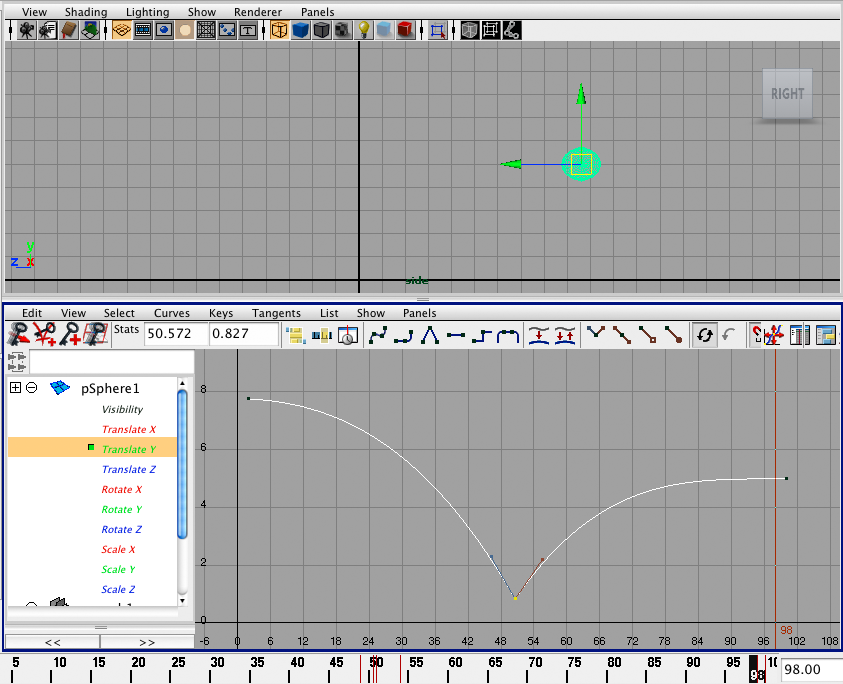 View Shading Lighting Show Renderer Panels
RIGHT
y
z x
side
Edit View Select Curves Keys Tangents List Show Panels
Stats 50.572 0.827
pSphere1
Visibility
Translate X
Translate Y
Translate Z
Rotate X
Rotate Y
Rotate Z
Scale X
Scale Y
Scale Z
<< >>
8
6
4
2
0
98
-6 0 6 12 18 24 30 36 42 48 54 60 66 72 78 84 90 96 102 108
5 10 15 20 25 30 35 40 45 50 55 60 65 70 75 80 85 90 95 98 10
98.00